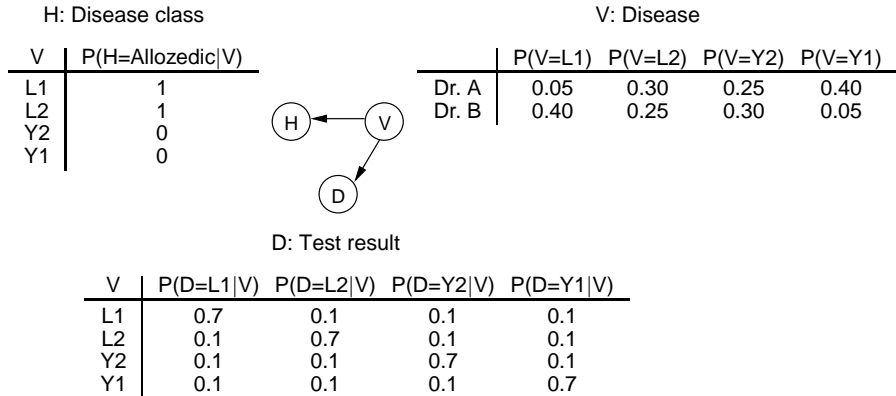 H: Disease class
V P(H=Allozedic|V)
L1 1
L2 1
Y2 0
Y1 0
V: Disease
P(V=L1) P(V=L2) P(V=Y2) P(V=Y1)
Dr. A 0.05 0.30 0.25 0.40
Dr. B 0.40 0.25 0.30 0.05
H
V
D
D: Test result
V P(D=L1|V) P(D=L2|V) P(D=Y2|V) P(D=Y1|V)
L1 0.7 0.1 0.1 0.1
L2 0.1 0.7 0.1 0.1
Y2 0.1 0.1 0.7 0.1
Y1 0.1 0.1 0.1 0.7